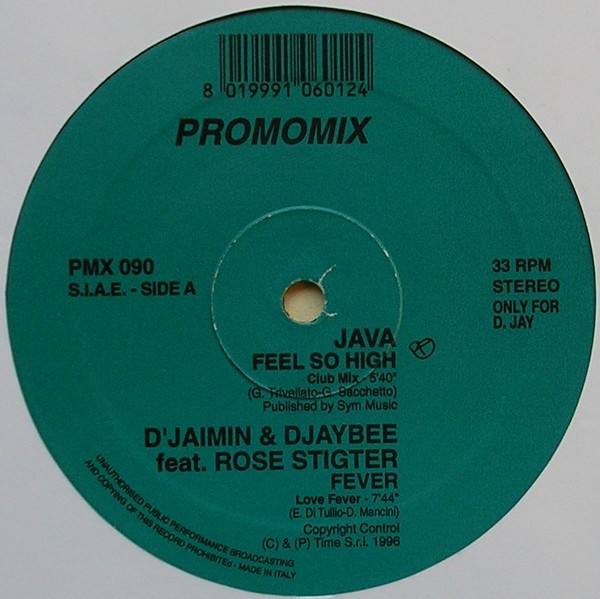 8 019991 060124
PROMOMIX
PMX 090
S.I.A.E. - SIDE A
33 RPM
STEREO
ONLY FOR
D. JAY
JAVA
FEEL SO HIGH
Club Mix - 5'40"
(G. Trivellato-G. Sacchetto)
Published by Sym Music
D'JAIMIN & DJAYBEE
feat. ROSE STIGTER
FEVER
Love Fever - 7'44"
(E. Di Tullio-D. Mancini)
Copyright Control
(C) & (P) Time S.r.l. 1996
UNAUTHORISED PUBLIC PERFORMANCE BROADCASTING
AND COPYING OF THIS RECORD PROHIBITEd - MADE IN ITALY